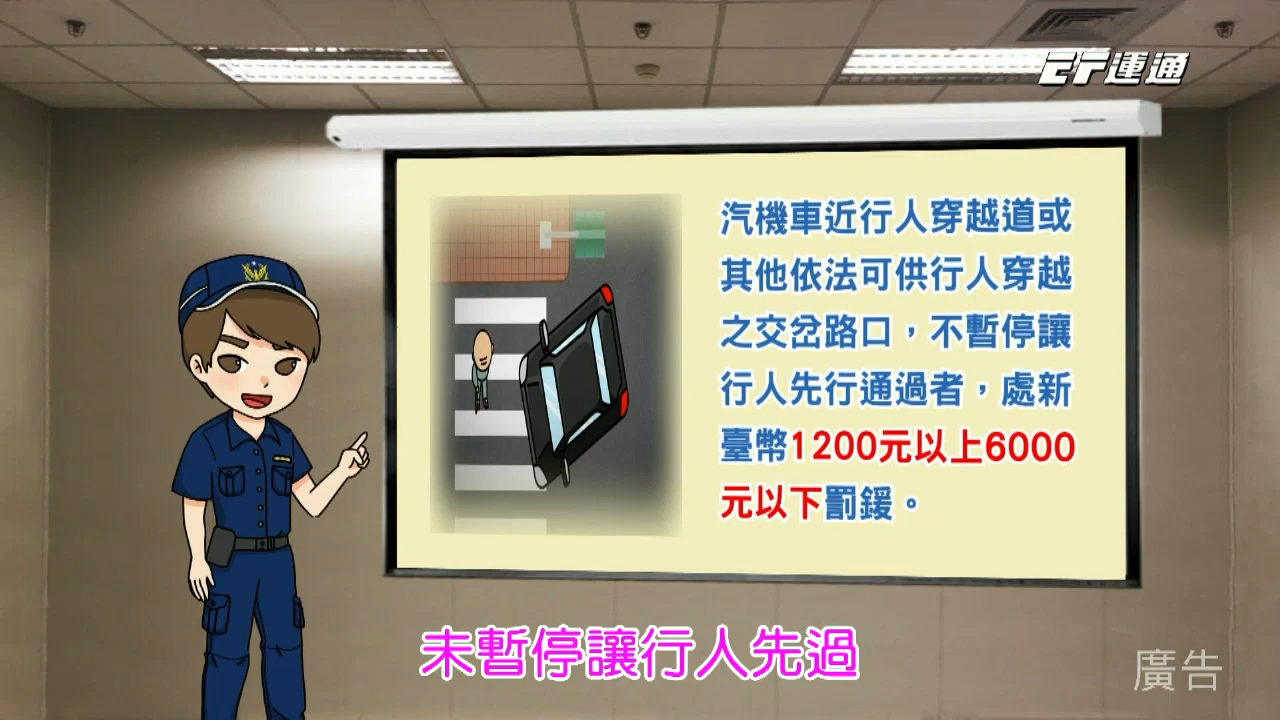 ET運通
汽機車近行人穿越道或
其他依法可供行人穿越
之交岔路口，不暫停讓
行人先行通過者，處新
臺幣1200元以上6000
元以下罰鍰。
未暫停讓行人先過
廣告